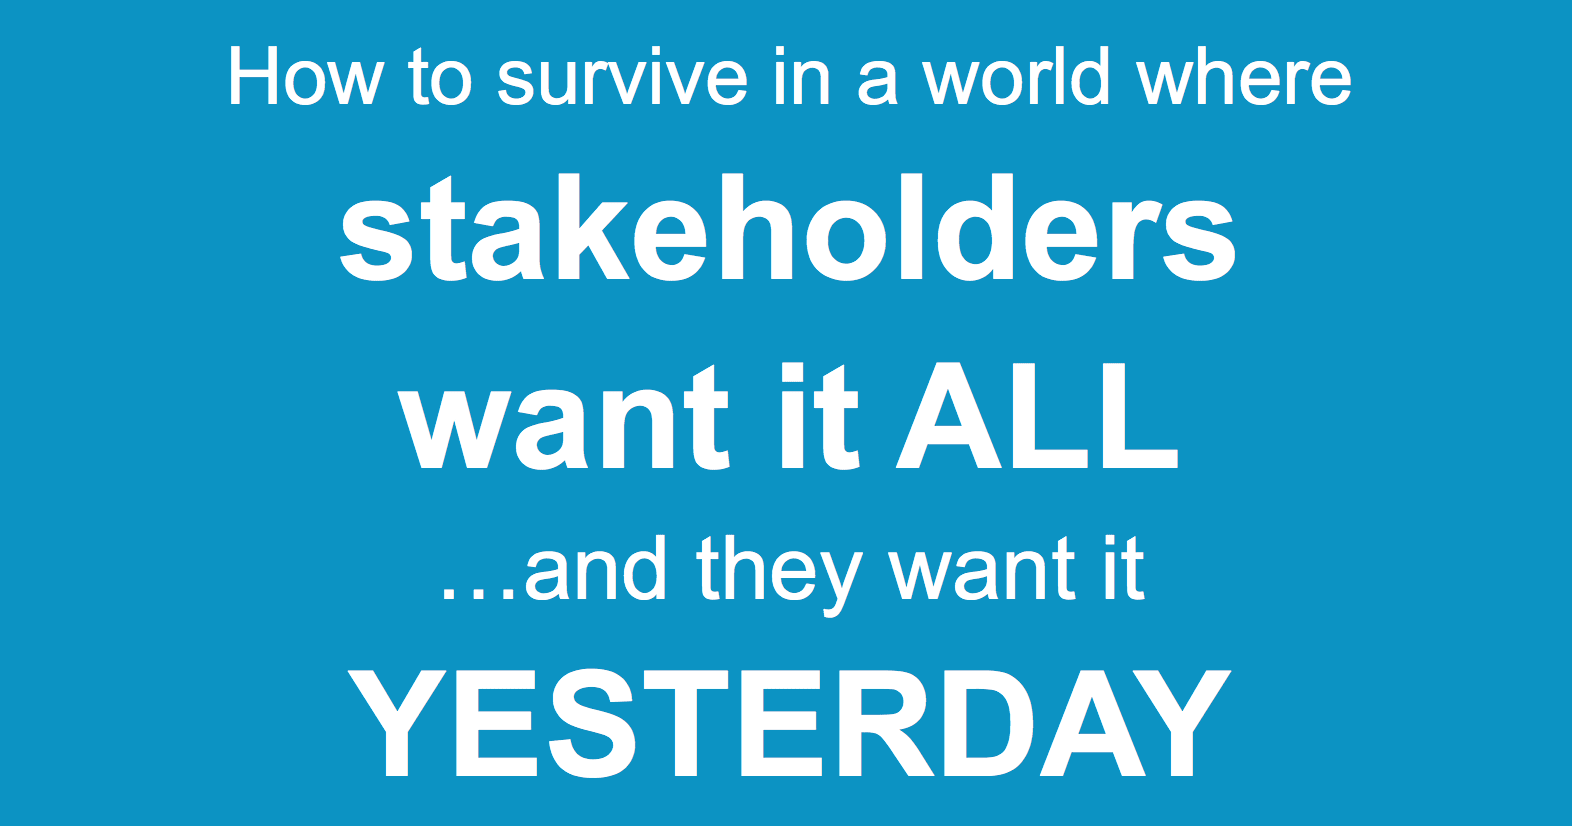 How to survive in a world where
stakeholders
want it ALL
…and they want it
YESTERDAY